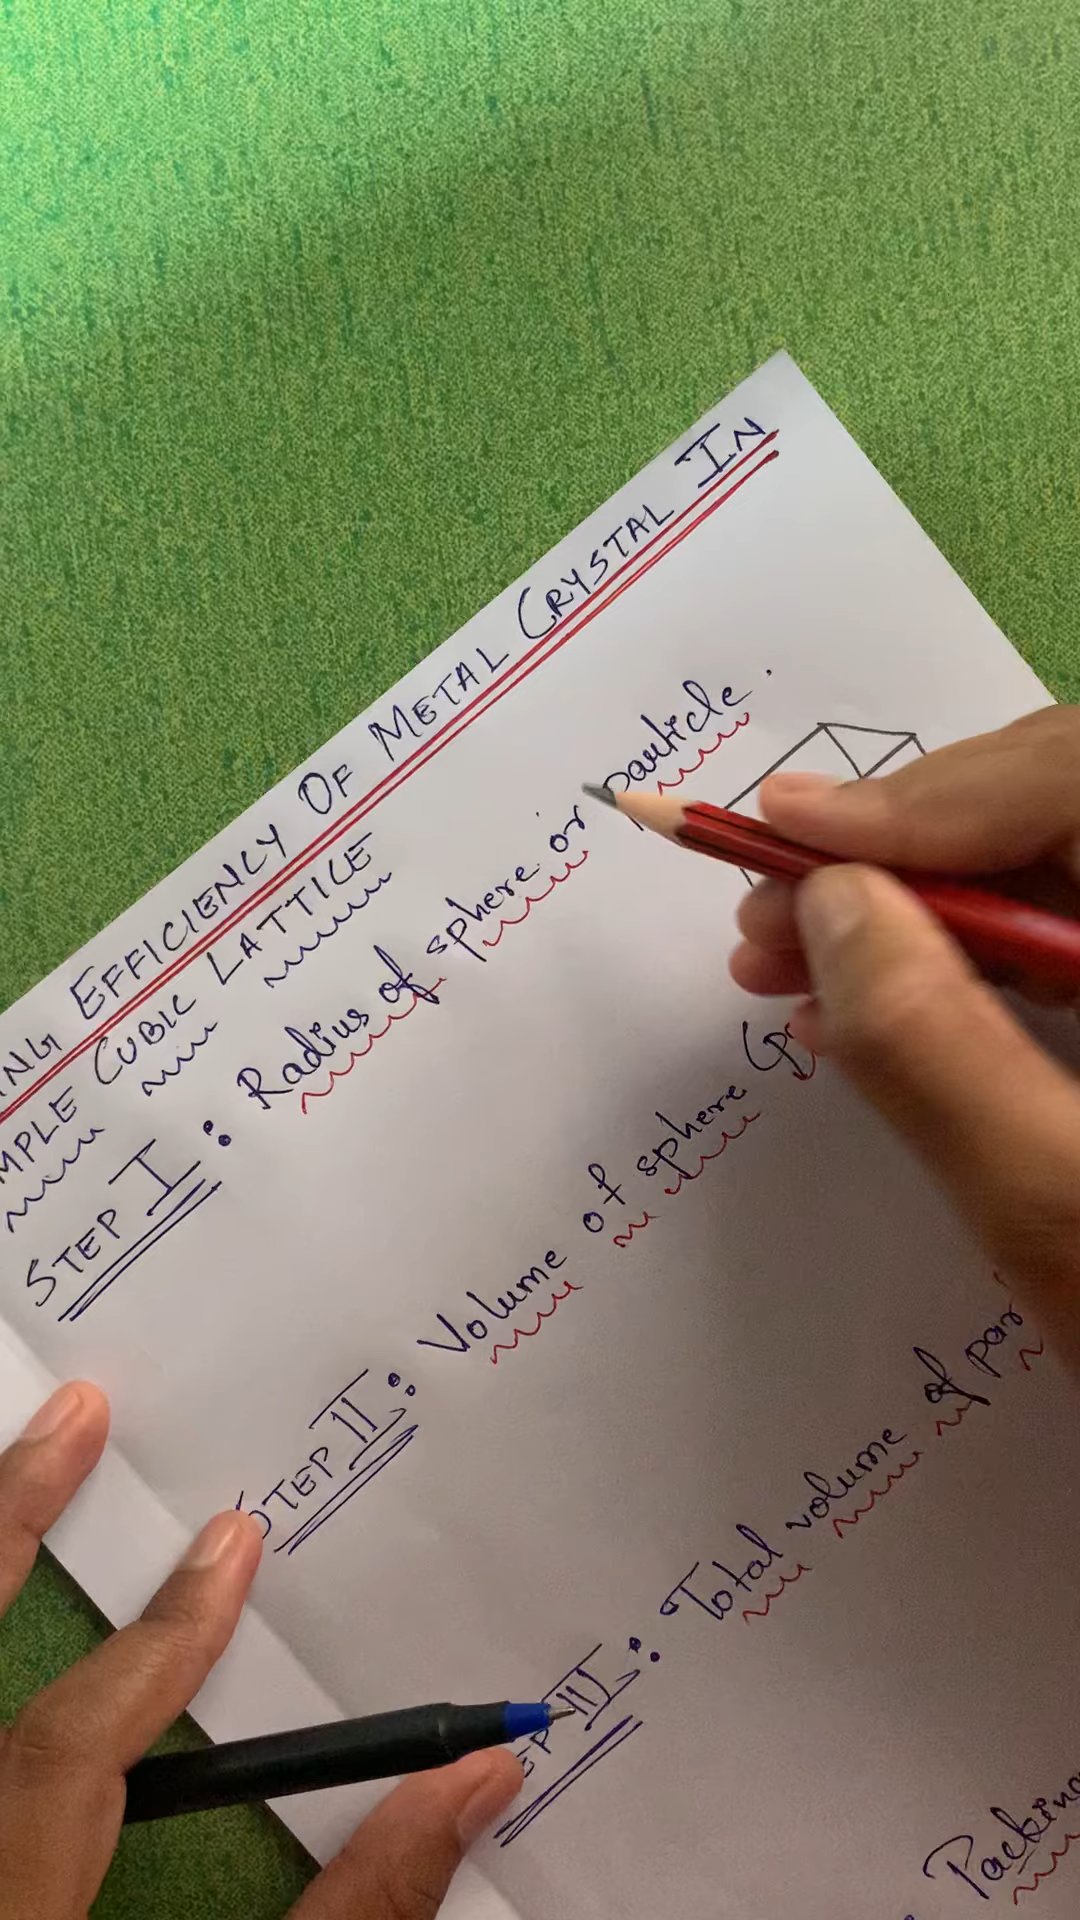 EFFICIENCY OF METAL CRYSTAL IN
CUBIC LATTICE
STEP I : Radius of sphere or particle.
STEP II : Volume of sphere
III : Total volume of
Packing